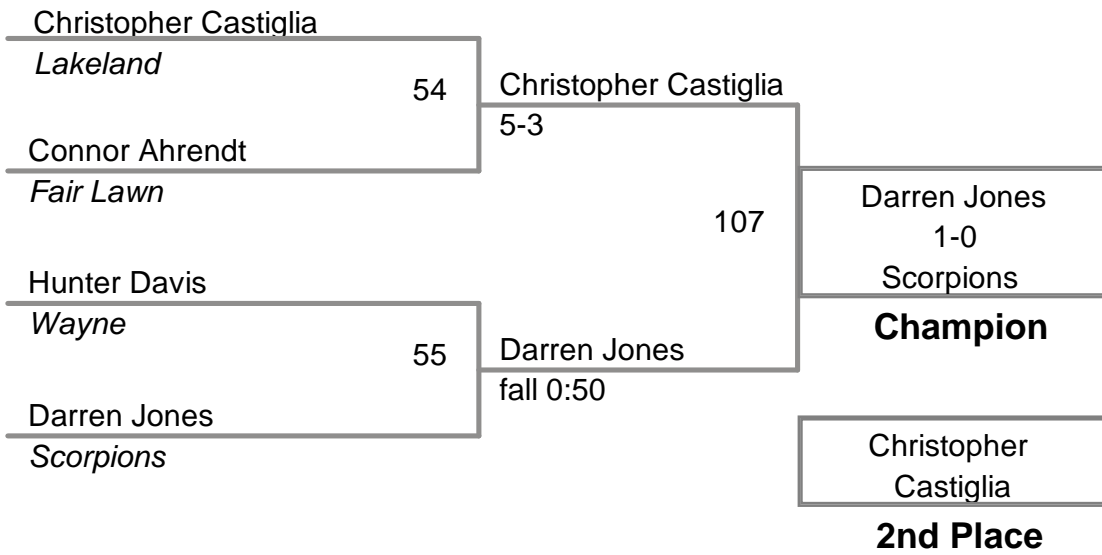 Christopher Castiglia
Lakeland
54
Christopher Castiglia
5-3
Connor Ahrendt
Fair Lawn
107
Darren Jones
1-0
Scorpions
Champion
Hunter Davis
Wayne
55
Darren Jones
fall 0:50
Darren Jones
Scorpions
Christopher
Castiglia
2nd Place